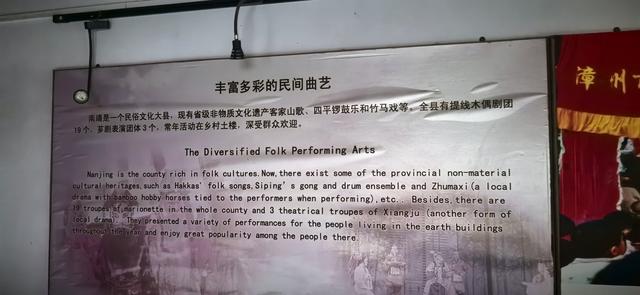 丰富多彩的民间曲艺
南靖是一个民俗文化大县，现有省级非物质文化遗产客家山歌、四平锣鼓乐和竹马戏等。全县有提线木偶剧团
19个，芗剧表演团体3个，常年活动在乡村土楼，深受群众欢迎。
The Diversified Folk Performing Arts
Nanjing is the county rich in folk cultures. Now, there exist some of the provincial non-material
cultural heritages, such as Hakkas' folk songs, Siping's gong and drum ensemble and Zhumaxi (a local
drama with bamboo hobby horses tied to the performers when performing), etc.. Besides, there are
19 troupes of marionette in the whole county and 3 theatrical troupes of Xiangju (another form of
local drama). They presented a variety of performances for the people living in the earth buildings
throughout the year and enjoy great popularity among the people there.
漳州